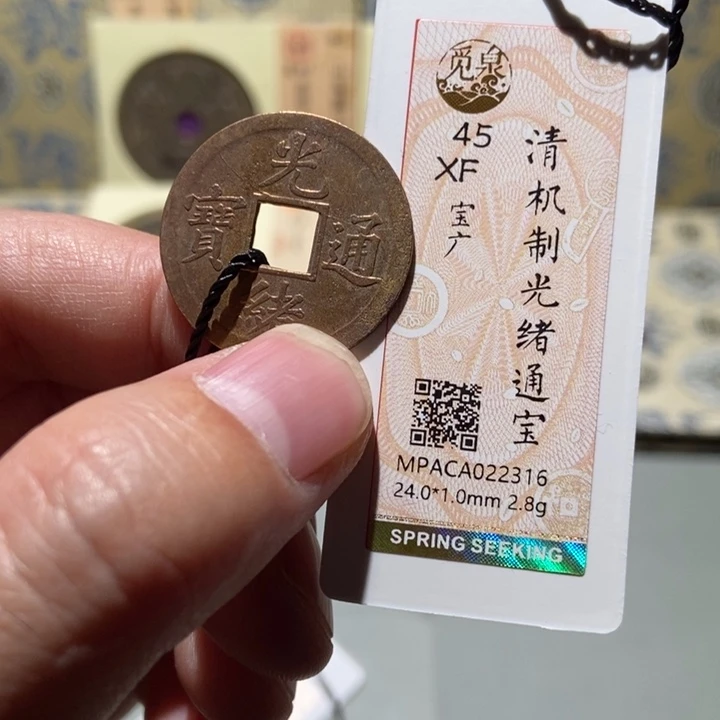 光
緒
通
寶
觅泉
45
XF
宝广
清机制光绪通宝
MPACA022316
24.0*1.0mm 2.8g
SPRING SEEKING